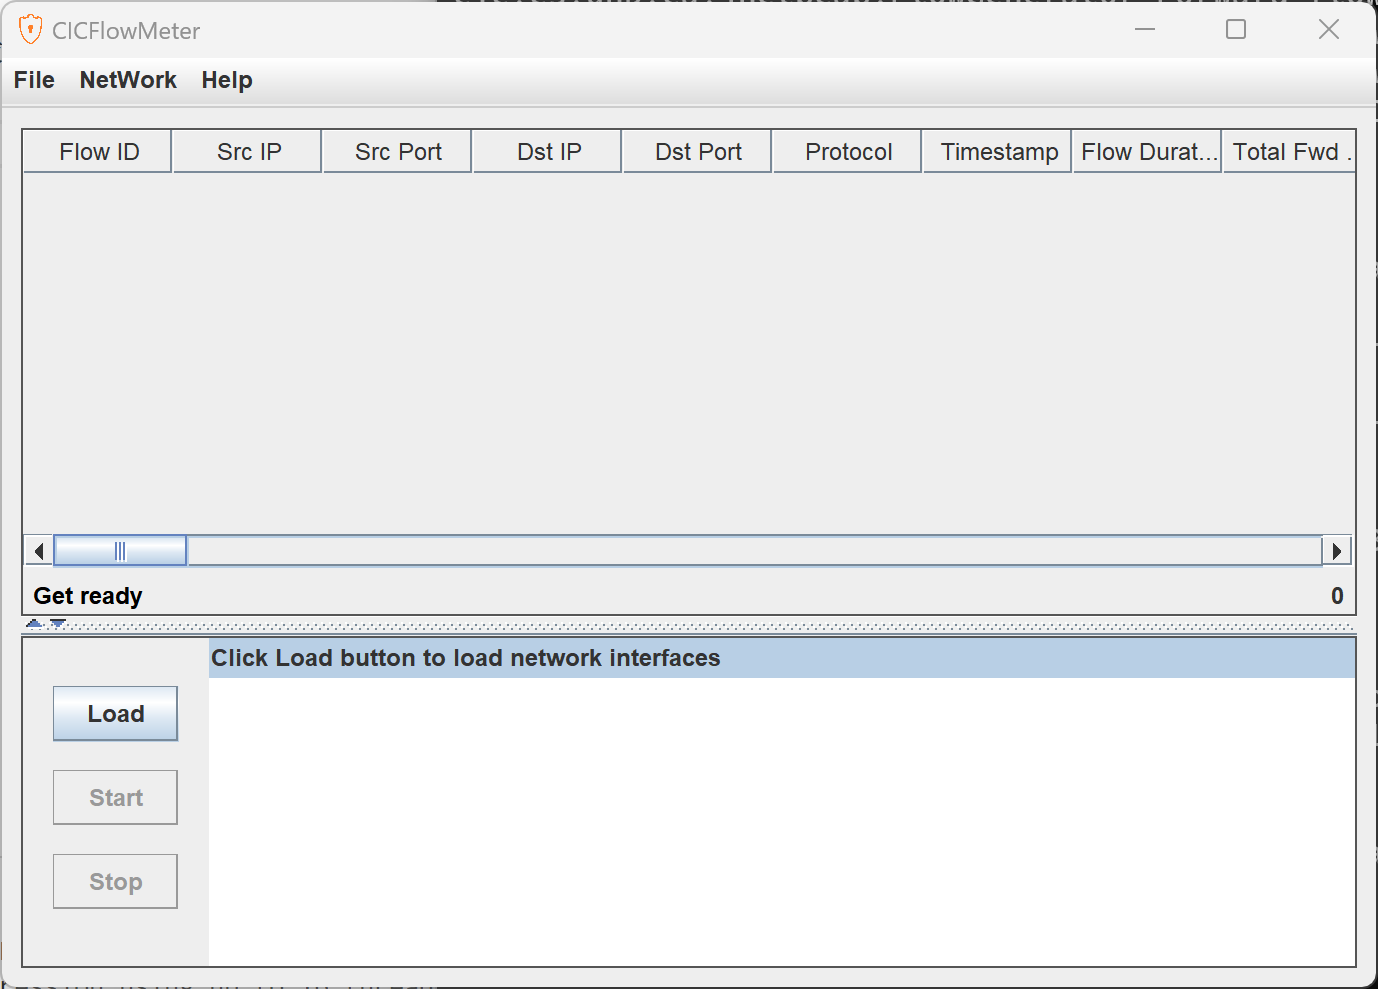 CICFlowMeter
File NetWork Help
Flow ID Src IP Src Port Dst IP Dst Port Protocol Timestamp Flow Durat... Total Fwd .
Get ready 0
Click Load button to load network interfaces
Load
Start
Stop